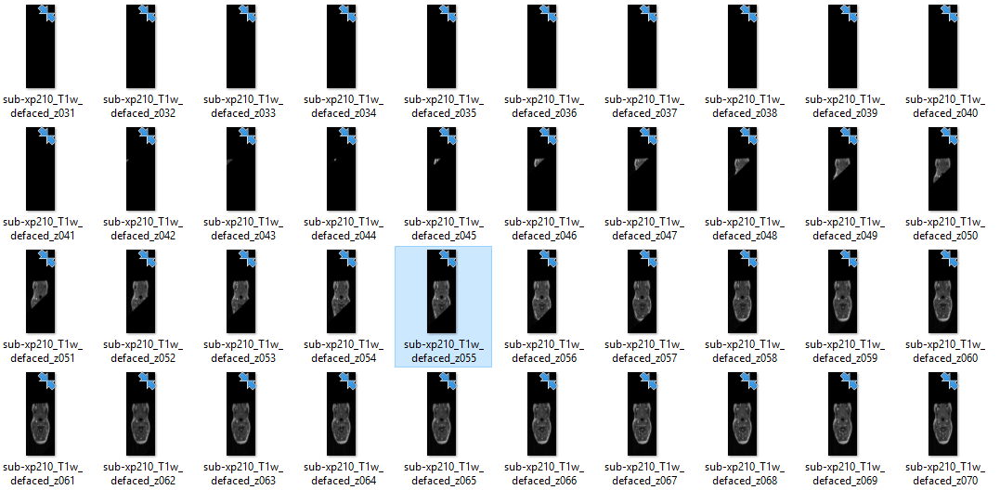 sub-xp210_T1w_ sub-xp210_T1w_ sub-xp210_T1w_ sub-xp210_T1w_ sub-xp210_T1w_ sub-xp210_T1w_ sub-xp210_T1w_ sub-xp210_T1w_ sub-xp210_T1w_ sub-xp210_T1w_
defaced_z031 defaced_z032 defaced_z033 defaced_z034 defaced_z035 defaced_z036 defaced_z037 defaced_z038 defaced_z039 defaced_z040
sub-xp210_T1w_ sub-xp210_T1w_ sub-xp210_T1w_ sub-xp210_T1w_ sub-xp210_T1w_ sub-xp210_T1w_ sub-xp210_T1w_ sub-xp210_T1w_ sub-xp210_T1w_ sub-xp210_T1w_
defaced_z041 defaced_z042 defaced_z043 defaced_z044 defaced_z045 defaced_z046 defaced_z047 defaced_z048 defaced_z049 defaced_z050
sub-xp210_T1w_ sub-xp210_T1w_ sub-xp210_T1w_ sub-xp210_T1w_ sub-xp210_T1w_ sub-xp210_T1w_ sub-xp210_T1w_ sub-xp210_T1w_ sub-xp210_T1w_ sub-xp210_T1w_
defaced_z051 defaced_z052 defaced_z053 defaced_z054 defaced_z055 defaced_z056 defaced_z057 defaced_z058 defaced_z059 defaced_z060
sub-xp210_T1w_ sub-xp210_T1w_ sub-xp210_T1w_ sub-xp210_T1w_ sub-xp210_T1w_ sub-xp210_T1w_ sub-xp210_T1w_ sub-xp210_T1w_ sub-xp210_T1w_ sub-xp210_T1w_
defaced_z061 defaced_z062 defaced_z063 defaced_z064 defaced_z065 defaced_z066 defaced_z067 defaced_z068 defaced_z069 defaced_z070